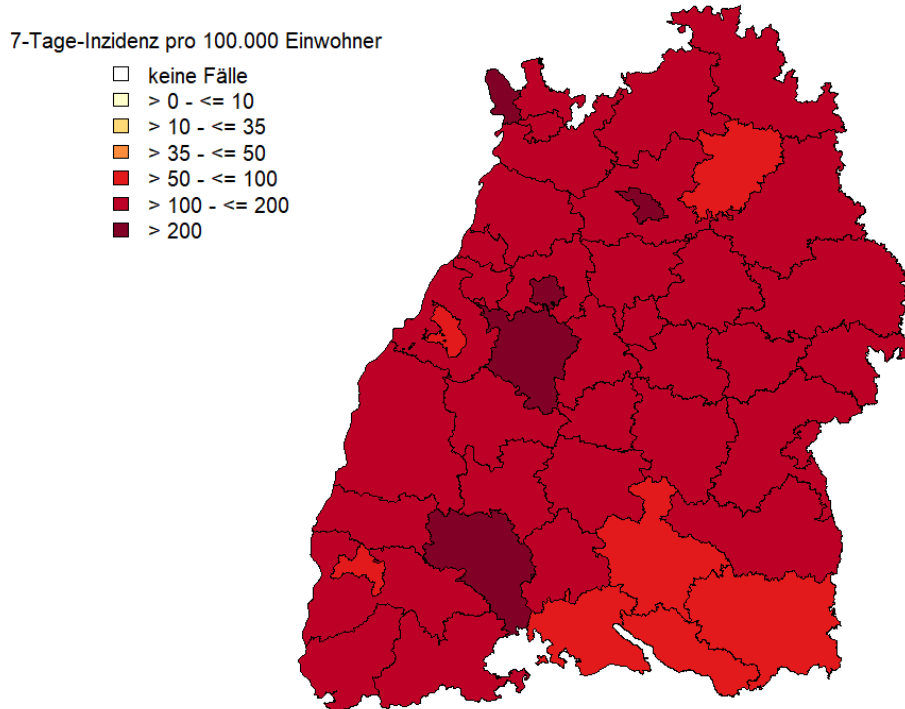 7-Tage-Inzidenz pro 100.000 Einwohner
keine Fälle
> 0 - <= 10
> 10 - <= 35
> 35 - <= 50
> 50 - <= 100
> 100 - <= 200
> 200